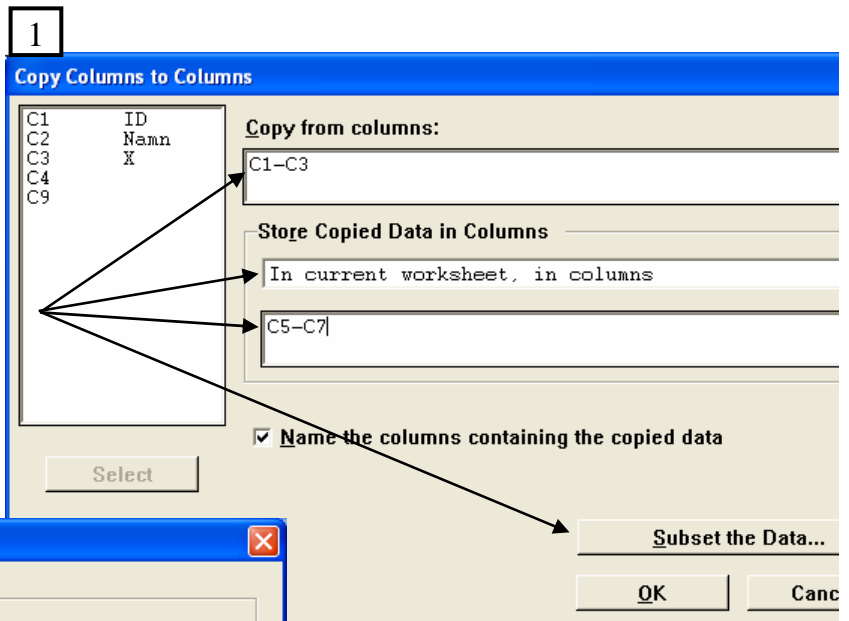 1
Copy Columns to Columns
C1 ID
C2 Namn
C3 X
C4
C9
Copy from columns:
C1-C3
Store Copied Data in Columns
In current worksheet, in columns
C5-C7
Name the columns containing the copied data
Select
Subset the Data...
OK
Canc